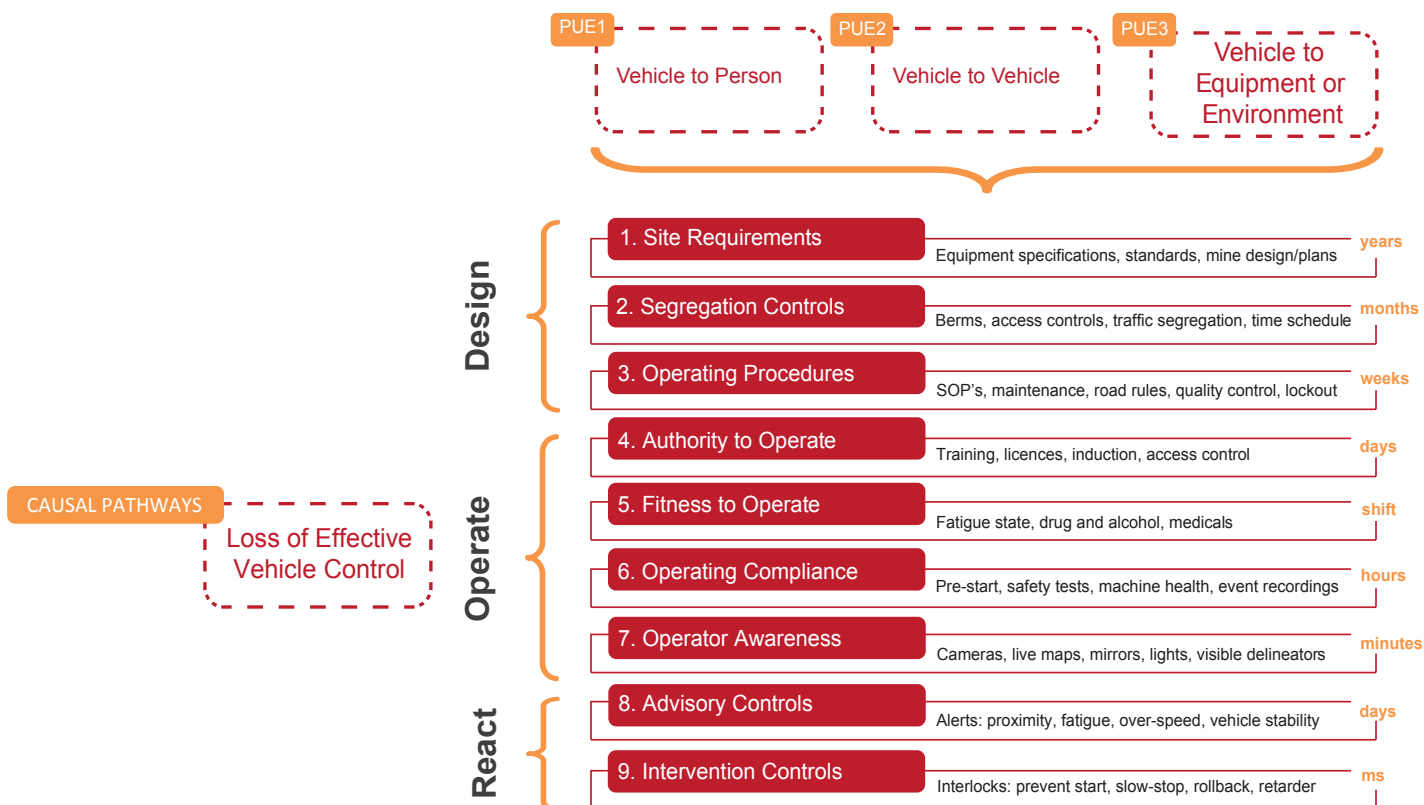 PUE1
Vehicle to Person
PUE2
Vehicle to Vehicle
PUE3
Vehicle to
Equipment or
Environment
Design
1. Site Requirements
Equipment specifications, standards, mine design/plans
years
2. Segregation Controls
Berms, access controls, traffic segregation, time schedule
months
3. Operating Procedures
SOP's, maintenance, road rules, quality control, lockout
weeks
CAUSAL PATHWAYS
Loss of Effective
Vehicle Control
Operate
4. Authority to Operate
Training, licences, induction, access control
days
5. Fitness to Operate
Fatigue state, drug and alcohol, medicals
shift
6. Operating Compliance
Pre-start, safety tests, machine health, event recordings
hours
7. Operator Awareness
Cameras, live maps, mirrors, lights, visible delineators
minutes
React
8. Advisory Controls
Alerts: proximity, fatigue, over-speed, vehicle stability
days
9. Intervention Controls
Interlocks: prevent start, slow-stop, rollback, retarder
ms